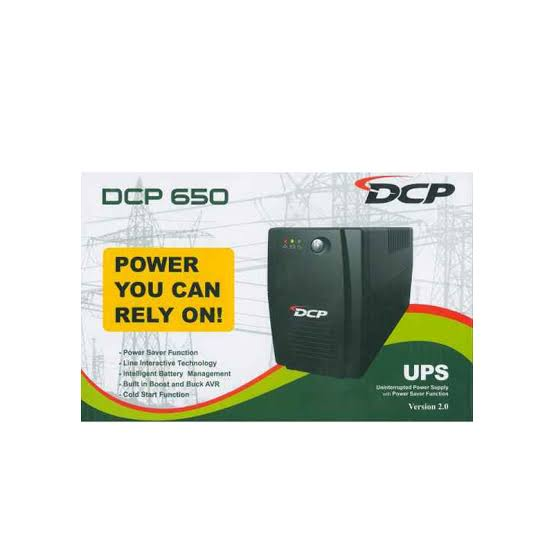 DCP 650
DCP
POWER
YOU CAN
RELY ON!
DCP
- Power Saver Function
- Line Interactive Technology
- Intelligent Battery Management
- Built in Boost and Buck AVR
- Cold Start Function
UPS
Uninterrupted Power Supply
with Power Saver Function
Version 2.0